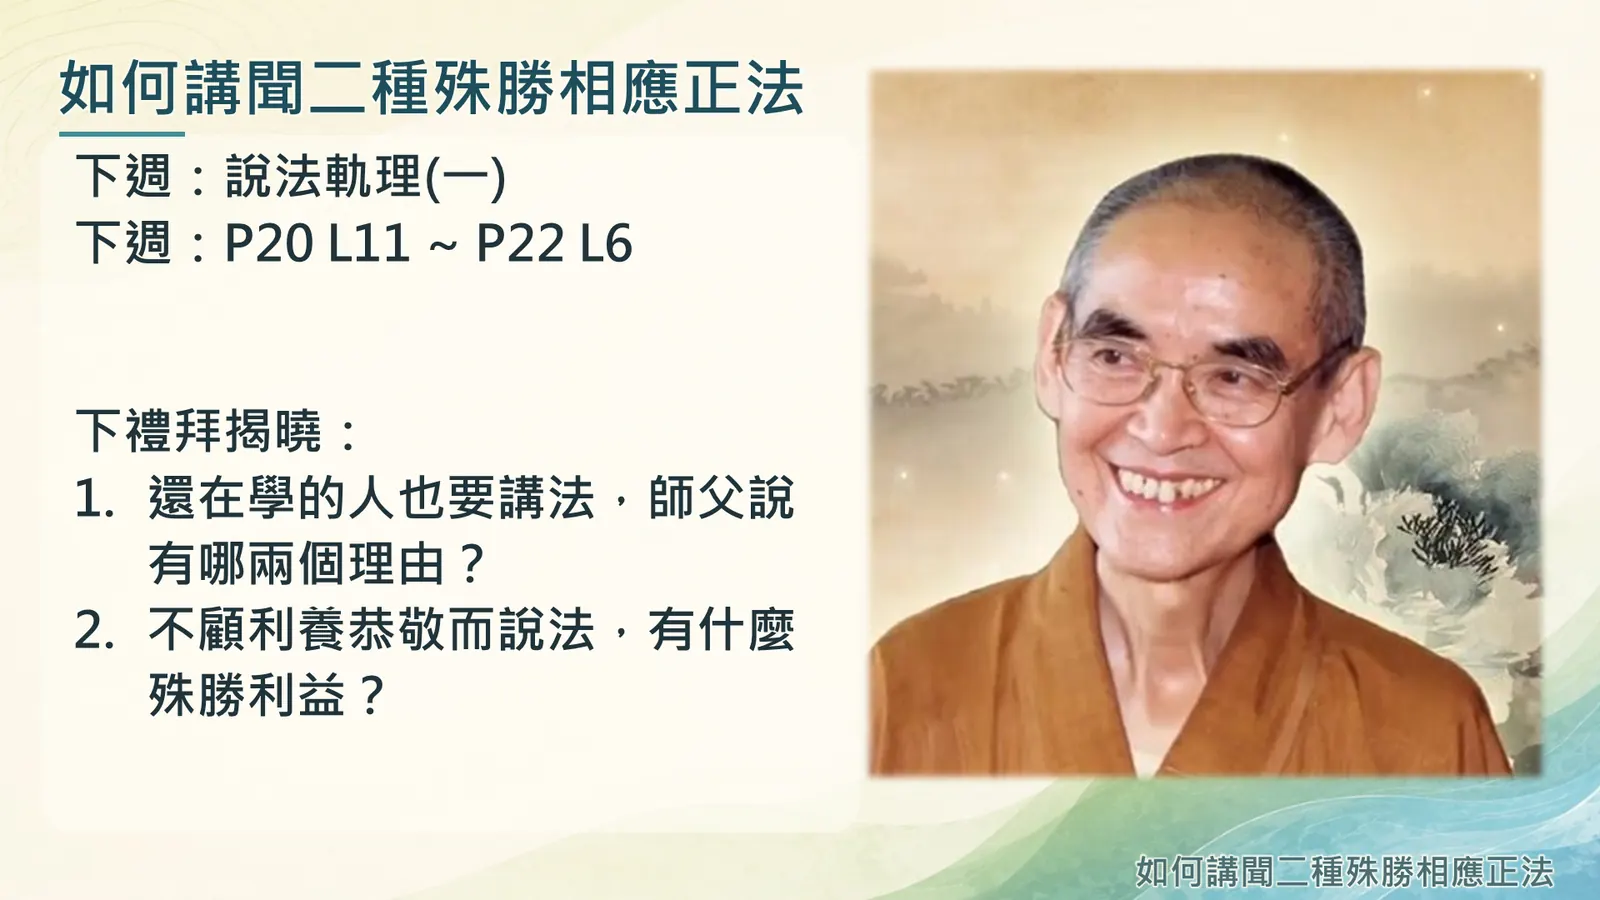 如何講聞二種殊勝相應正法
下週：說法軌理(一)
下週：P20 L11 ~ P22 L6
下禮拜揭曉：
1. 還在學的人也要講法，師父說
有哪兩個理由？
2. 不顧利養恭敬而說法，有什麼
殊勝利益？
如何講聞二種殊勝相應正法